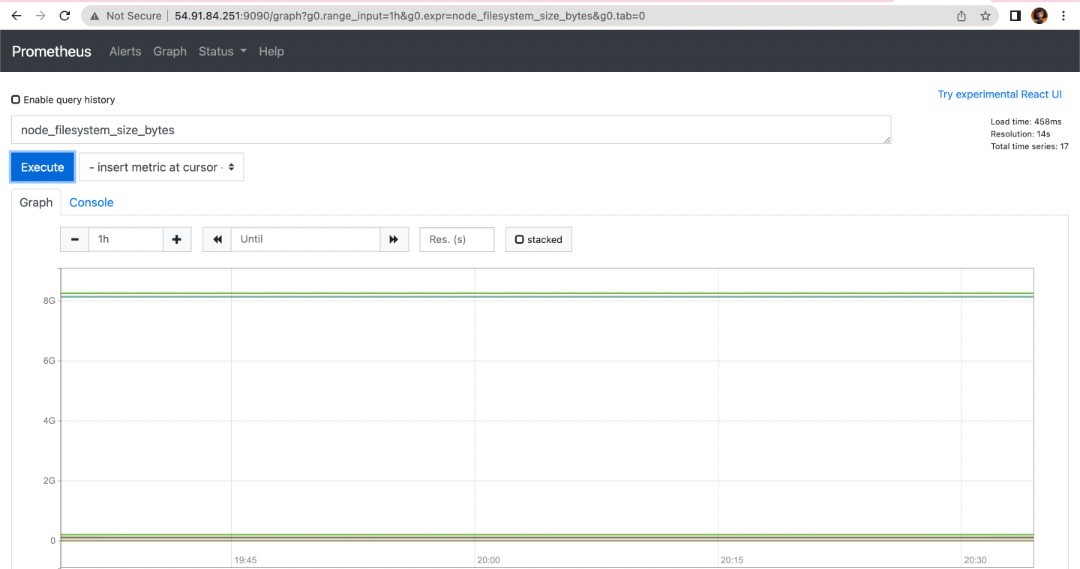 Not Secure 54.91.84.251:9090/graph?g0.range_input=1h&g0.expr=node_filesystem_size_bytes&g0.tab=0
Prometheus Alerts Graph Status Help
Enable query history
Try experimental React UI
node_filesystem_size_bytes
Load time: 458ms
Resolution: 14s
Total time series: 17
Execute - insert metric at cursor -
Graph Console
- 1h + Until Res. (s) stacked
8G
6G
4G
2G
0
19:45 20:00 20:15 20:30